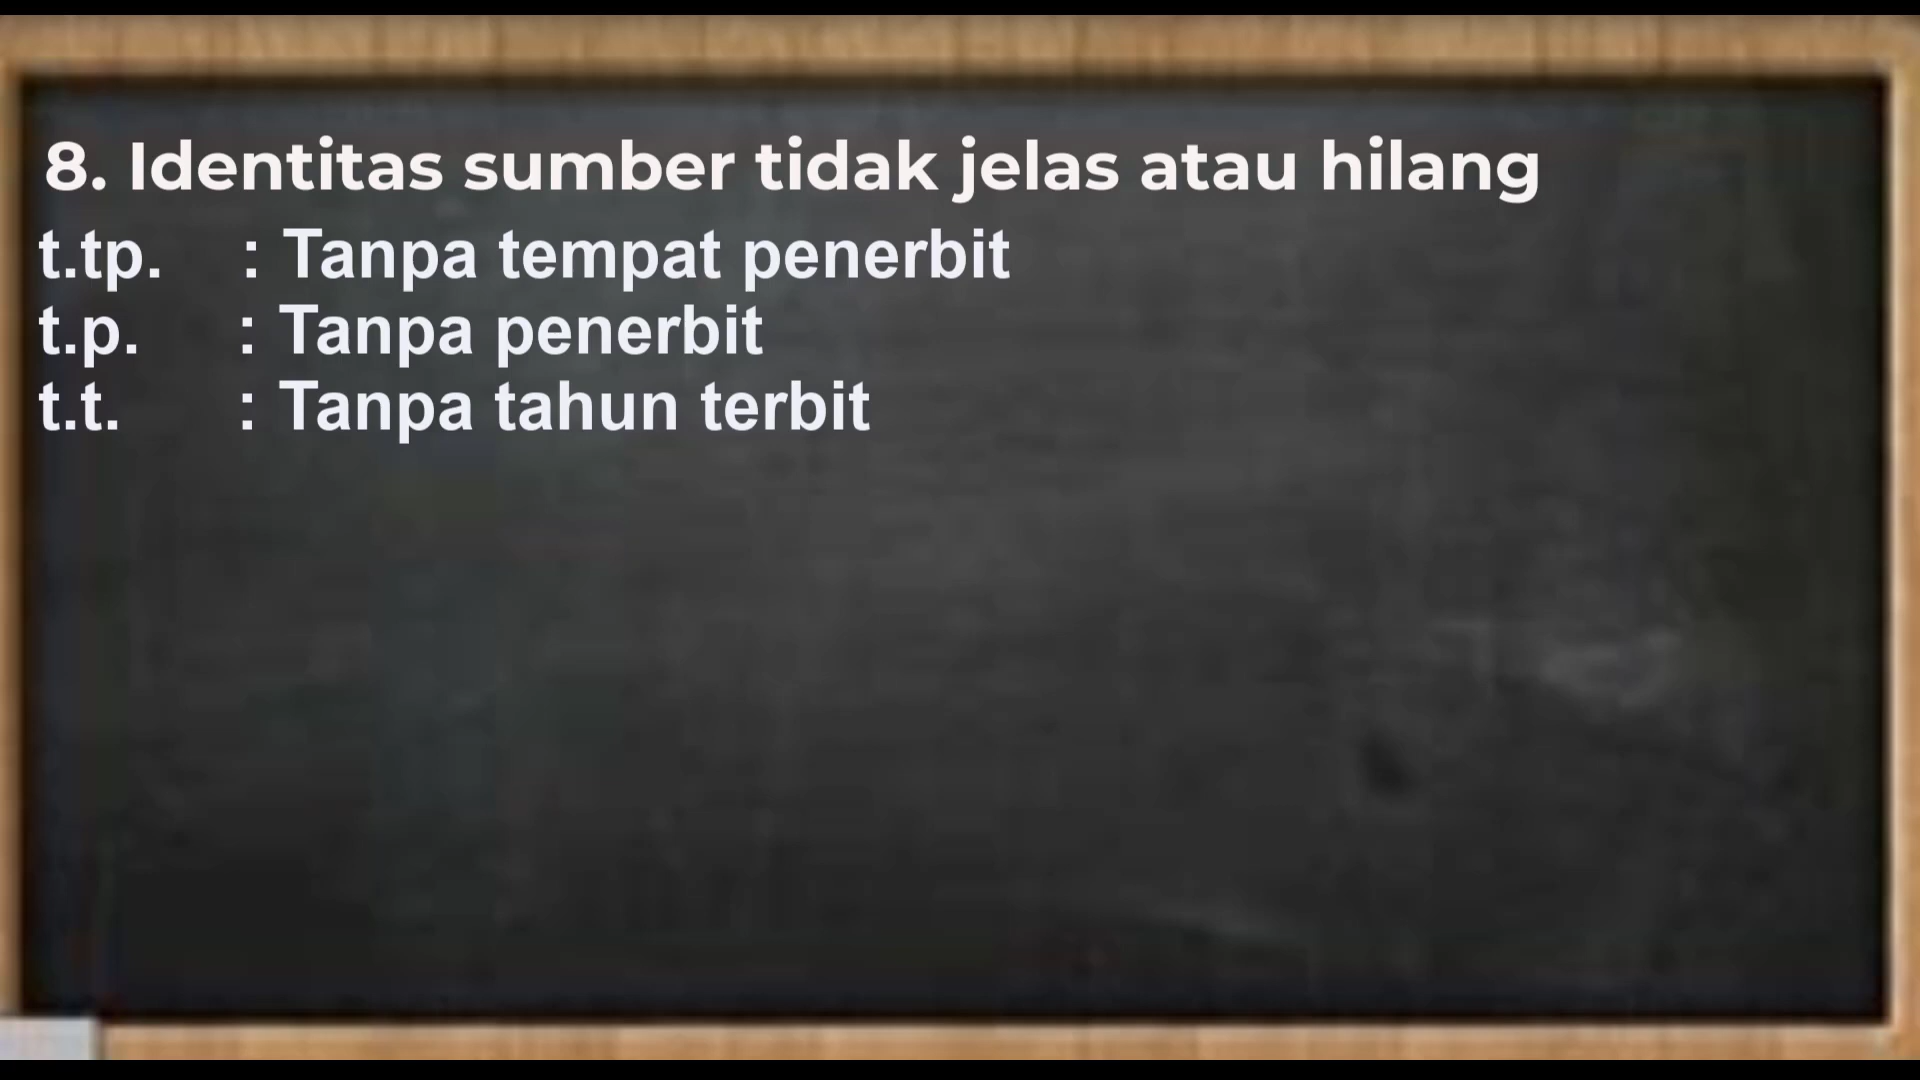 8. Identitas sumber tidak jelas atau hilang
t.tp. : Tanpa tempat penerbit
t.p. : Tanpa penerbit
t.t. : Tanpa tahun terbit